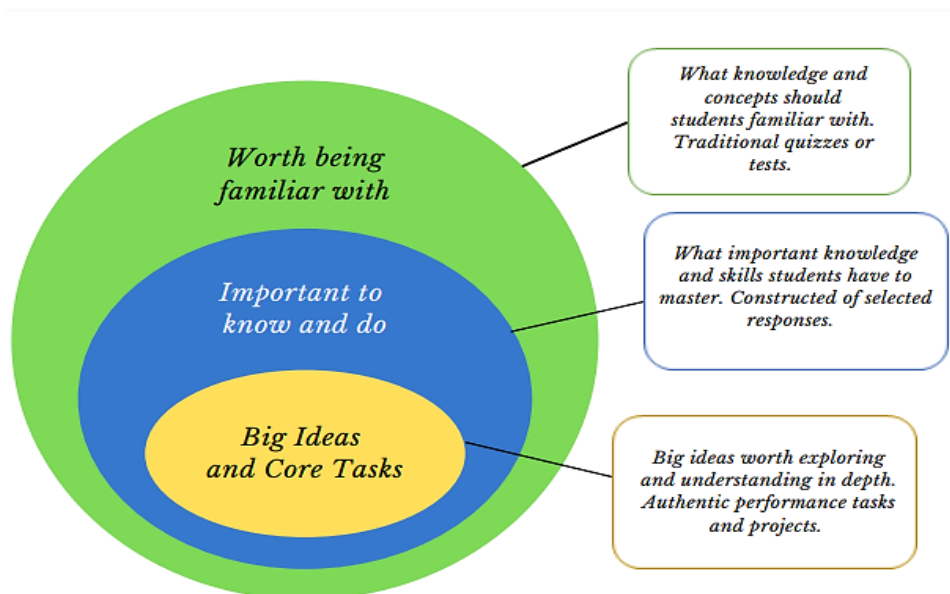 Worth being
familiar with
What knowledge and
concepts should
students familiar with.
Traditional quizzes or
tests.
Important to
know and do
What important knowledge
and skills students have to
master. Constructed of selected
responses.
Big Ideas
and Core Tasks
Big ideas worth exploring
and understanding in depth.
Authentic performance tasks
and projects.